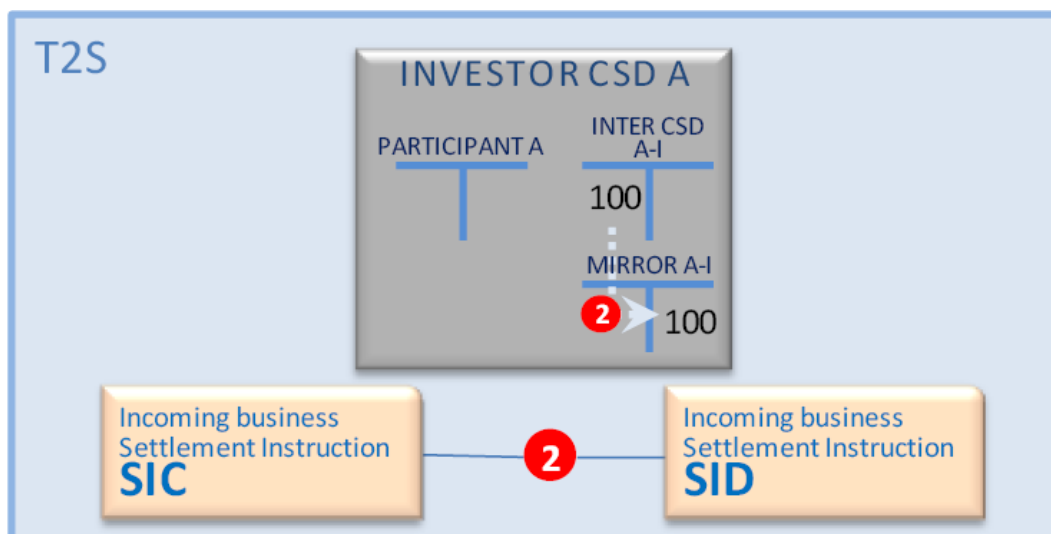 T2S
INVESTOR CSD A
PARTICIPANT A
INTER CSD
A-I
100
MIRROR A-I
2
100
Incoming business
Settlement Instruction
SIC
2
Incoming business
Settlement Instruction
SID